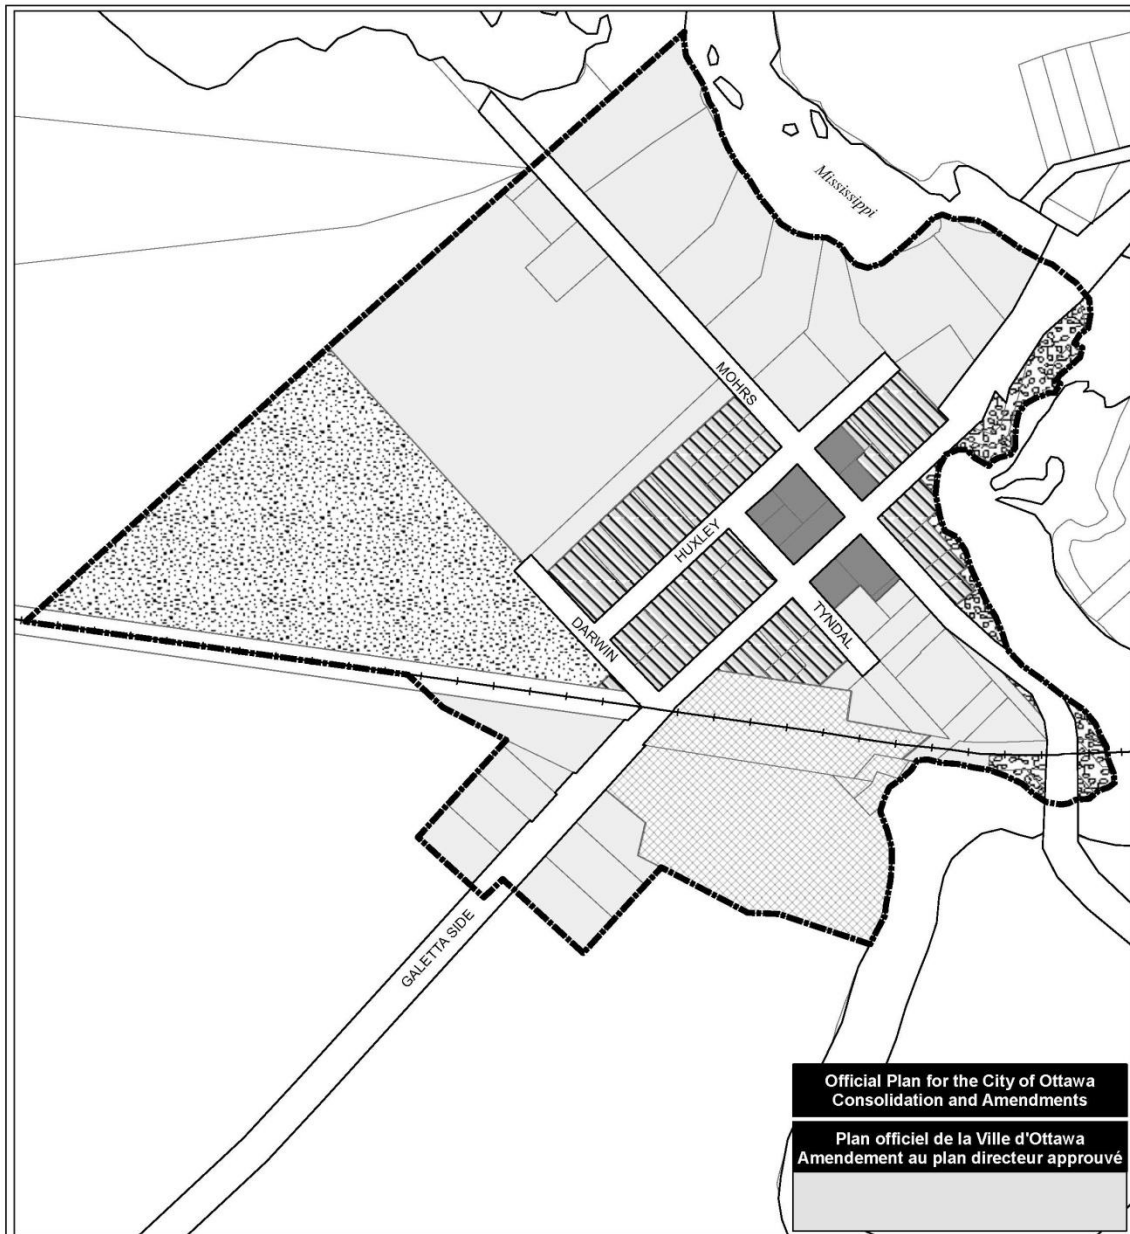 Mississippi
MOHRS
HUXLEY
DARWIN
TYNDAL
GALETTA SIDE
Official Plan for the City of Ottawa
Consolidation and Amendments
Plan officiel de la Ville d'Ottawa
Amendement au plan directeur approuvé